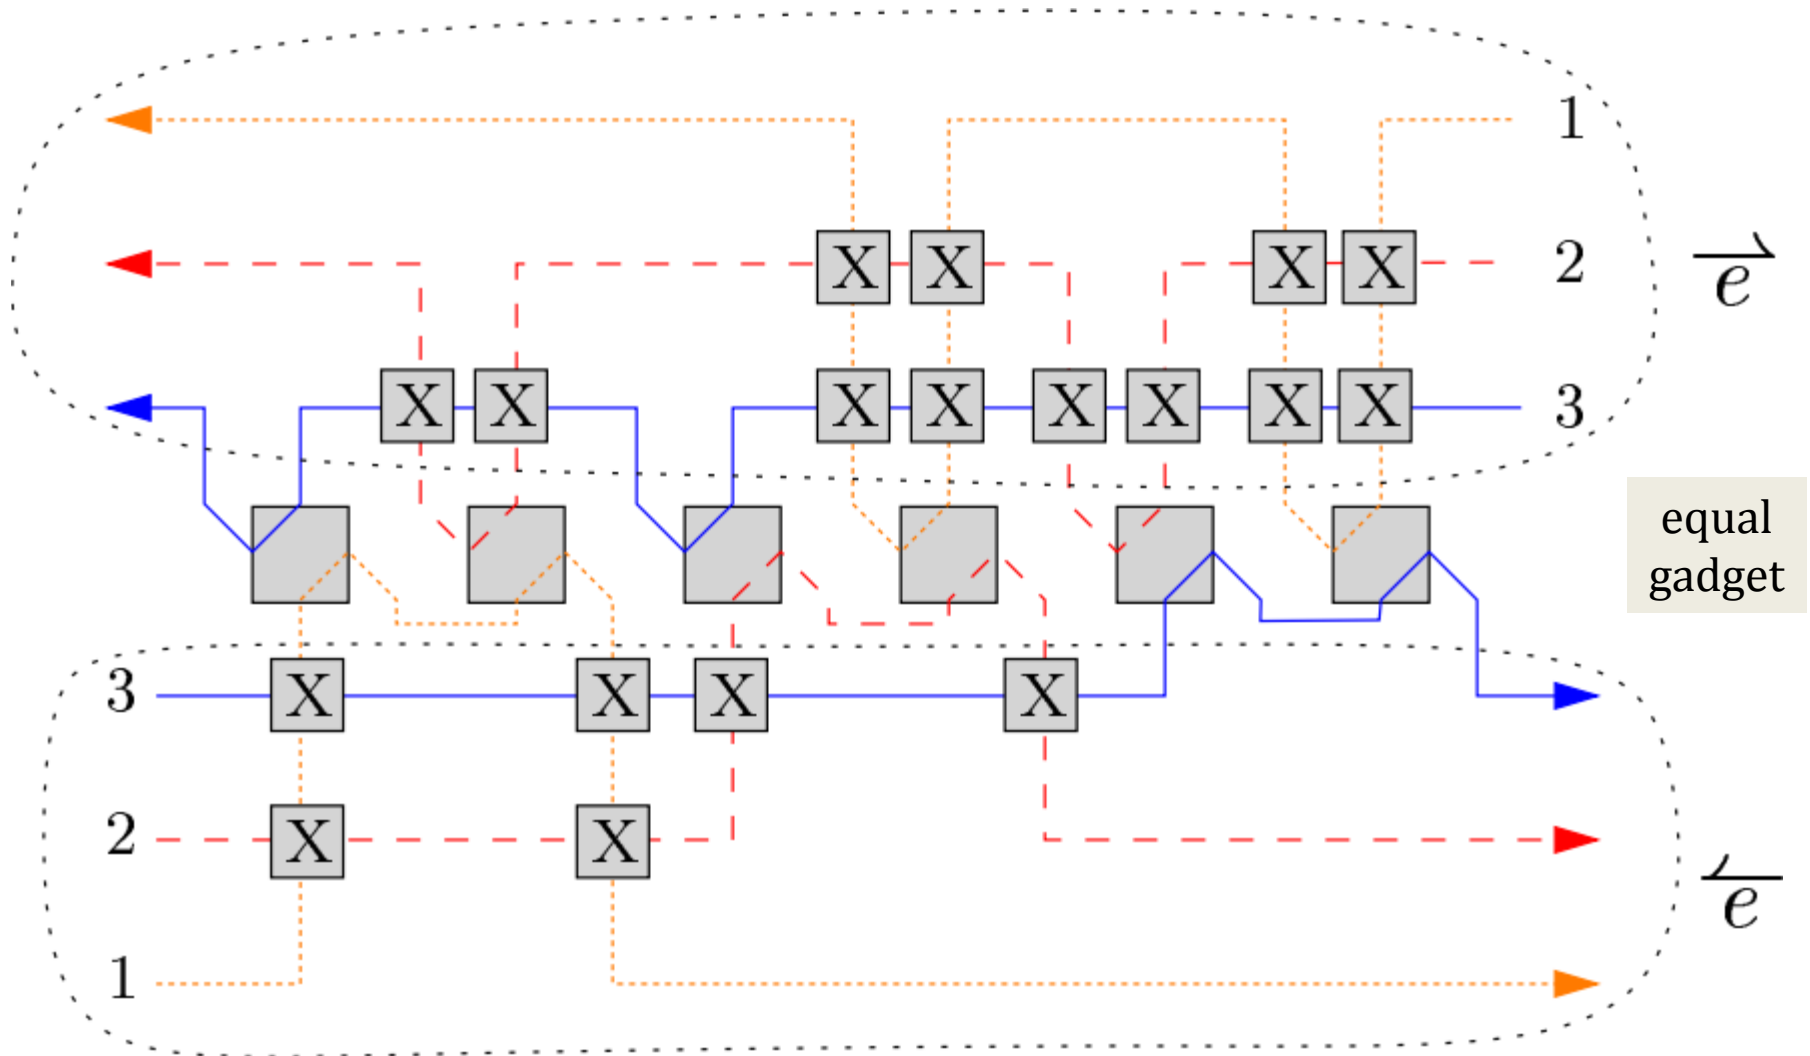 1
X X X X 2
e
X X X X X X X X 3
equal
gadget
3 X X X X
2 X X
e
1